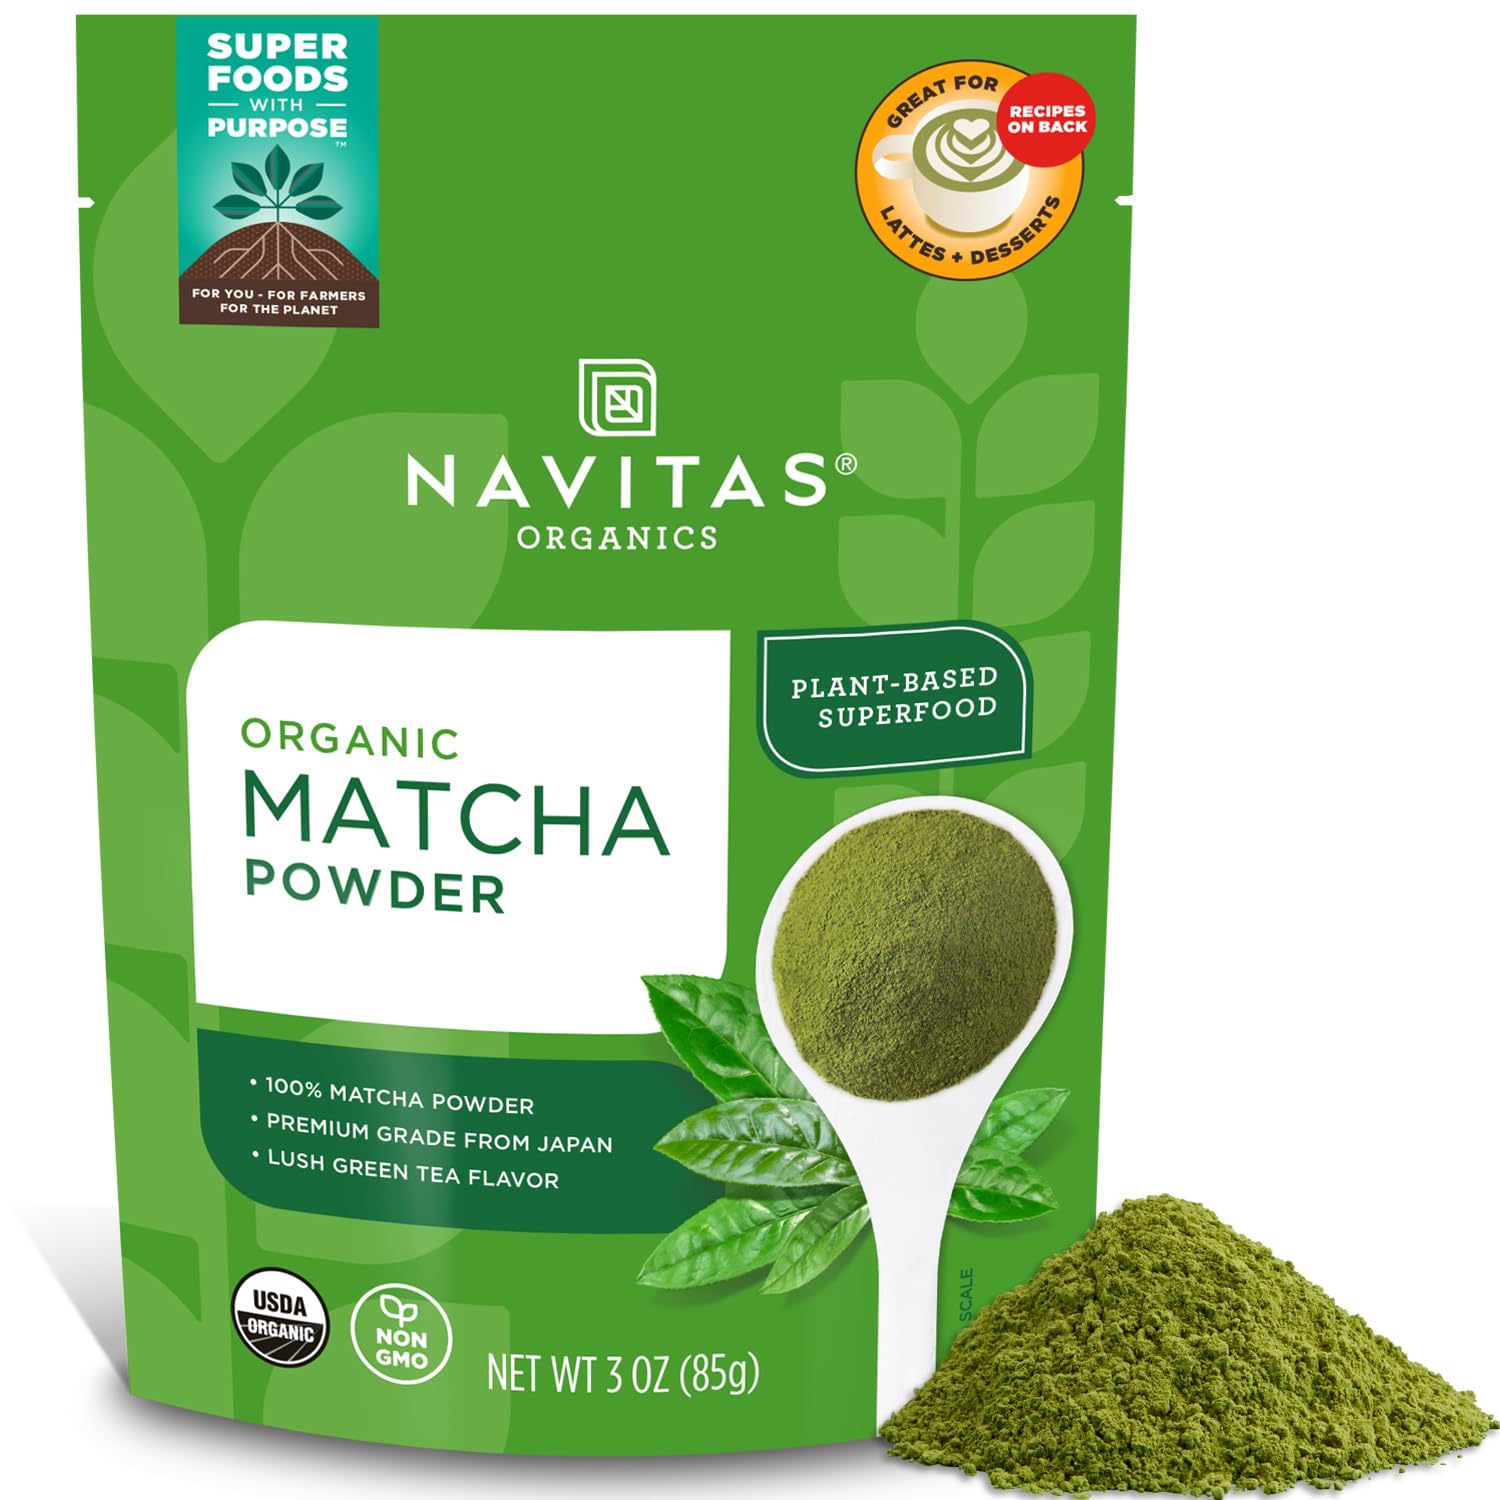 SUPER
FOODS
WITH
PURPOSE™
FOR YOU - FOR FARMERS
FOR THE PLANET
GREAT FOR
LATTES + DESSERTS
RECIPES
ON BACK
NAVITAS®
ORGANICS
PLANT-BASED
SUPERFOOD
ORGANIC
MATCHA
POWDER
• 100% MATCHA POWDER
• PREMIUM GRADE FROM JAPAN
• LUSH GREEN TEA FLAVOR
USDA
ORGANIC
NON
GMO
NET WT 3 OZ (85g)
SCALE